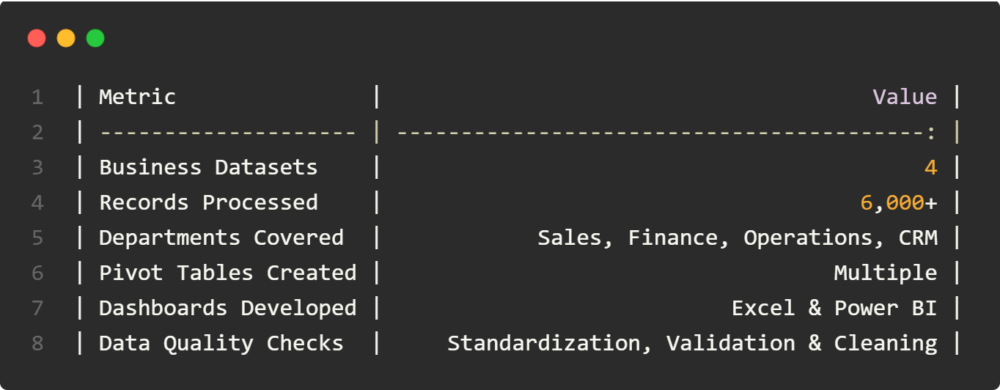 1 | Metric | Value |
2 | -------------------- | -----------------------------------------: |
3 | Business Datasets | 4 |
4 | Records Processed | 6,000+ |
5 | Departments Covered | Sales, Finance, Operations, CRM |
6 | Pivot Tables Created | Multiple |
7 | Dashboards Developed | Excel & Power BI |
8 | Data Quality Checks | Standardization, Validation & Cleaning |